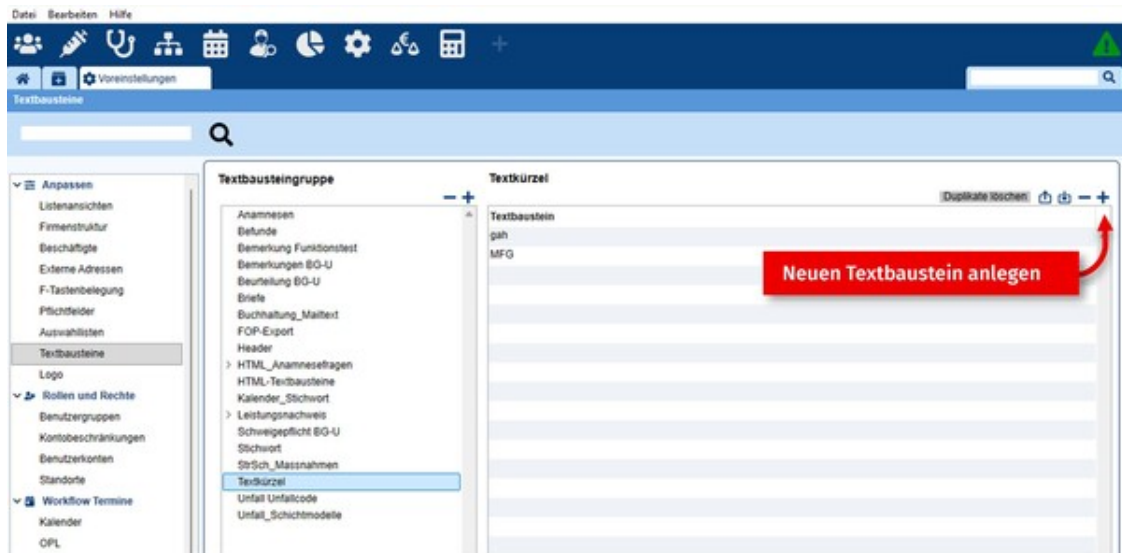 Datei Bearbeiten Hilfe
Voreinstellungen
Textbausteine
Anpassen
Listenansichten
Firmenstruktur
Beschäftigte
Externe Adressen
F-Tastenbelegung
Pflichtfelder
Auswahllisten
Textbausteine
Logo
Rollen und Rechte
Benutzergruppen
Kontobeschränkungen
Benutzerkonten
Standorte
Workflow Termine
Kalender
OPL
Textbausteingruppe
Anamnesen
Befunde
Bemerkung Funktionstest
Bemerkungen BG-U
Beurteilung BG-U
Briefe
Buchhaltung_Mailtext
FOP-Export
Header
HTML_Anamnesefragen
HTML-Textbausteine
Kalender_Stichwort
Leistungsnachweis
Schweigepflicht BG-U
Stichwort
StrSch_Massnahmen
Textkürzel
Unfall Unfallcode
Unfall_Schichtmodelle
Textkürzel
Duplikate löschen
Textbaustein
gah
MFG
Neuen Textbaustein anlegen